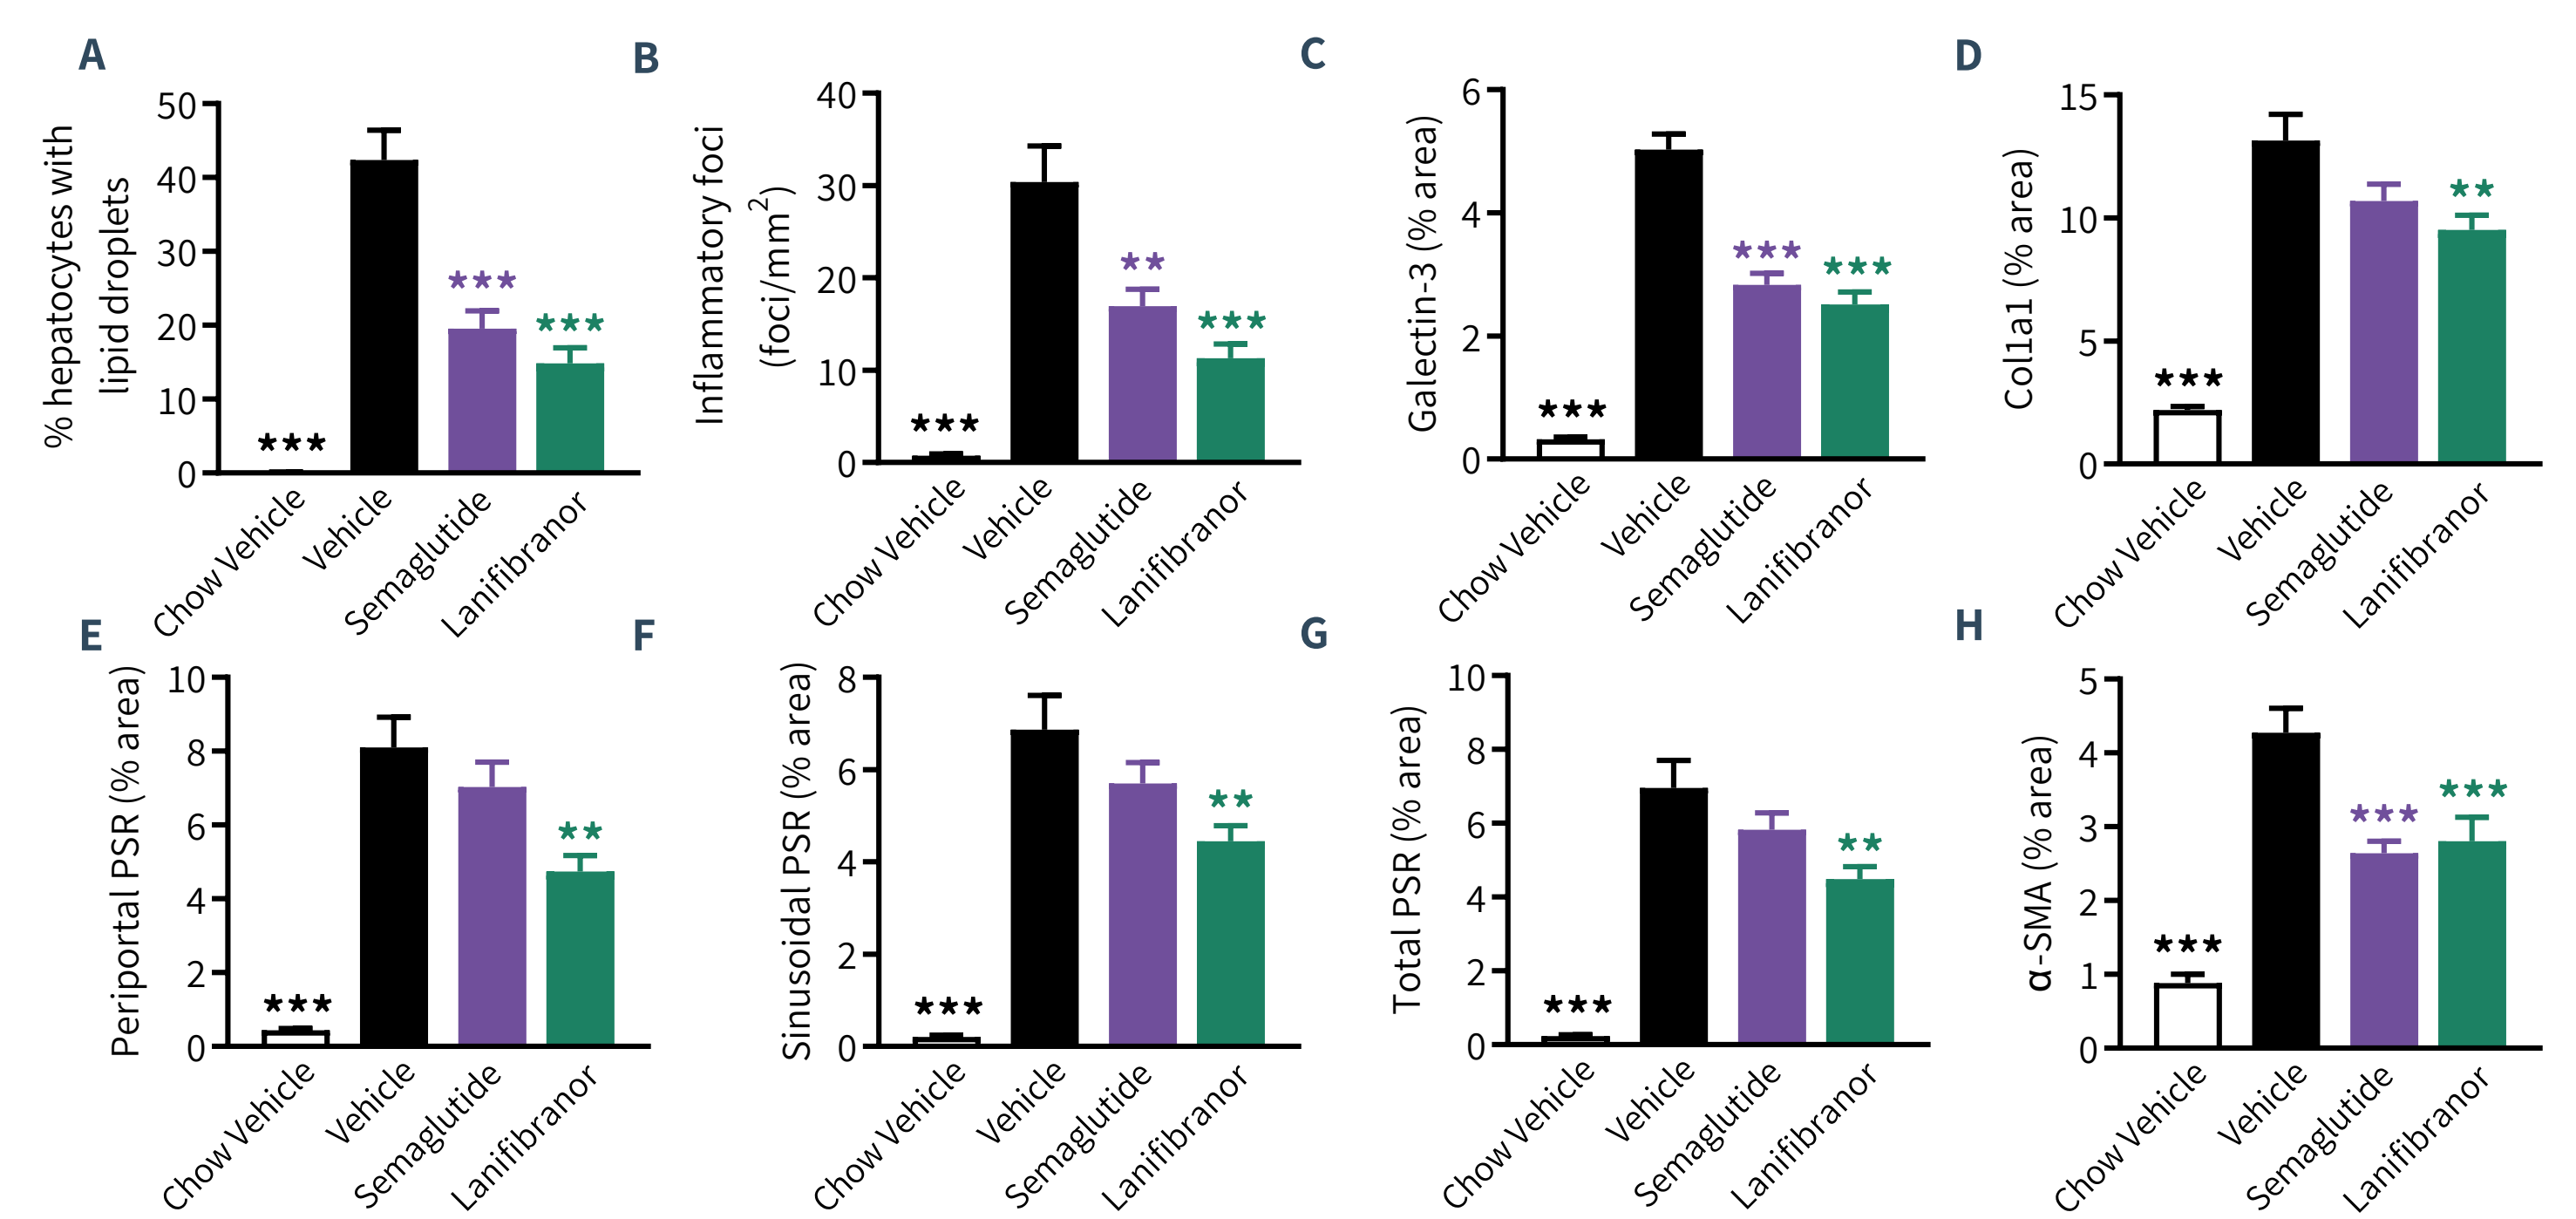 A
% hepatocytes with
lipid droplets
50
40
30
20
10
0
***
***
***
Chow Vehicle
Vehicle
Semaglutide
Lanifibranor
B
Inflammatory foci
(foci/mm²)
40
30
20
10
0
***
**
***
Chow Vehicle
Vehicle
Semaglutide
Lanifibranor
C
Galectin-3 (% area)
6
4
2
0
***
***
***
Chow Vehicle
Vehicle
Semaglutide
Lanifibranor
D
Col1a1 (% area)
15
10
5
0
***
**
Chow Vehicle
Vehicle
Semaglutide
Lanifibranor
E
Periportal PSR (% area)
10
8
6
4
2
0
***
**
Chow Vehicle
Vehicle
Semaglutide
Lanifibranor
F
Sinusoidal PSR (% area)
8
6
4
2
0
***
**
Chow Vehicle
Vehicle
Semaglutide
Lanifibranor
G
Total PSR (% area)
10
8
6
4
2
0
***
**
Chow Vehicle
Vehicle
Semaglutide
Lanifibranor
H
α-SMA (% area)
5
4
3
2
1
0
***
***
***
Chow Vehicle
Vehicle
Semaglutide
Lanifibranor